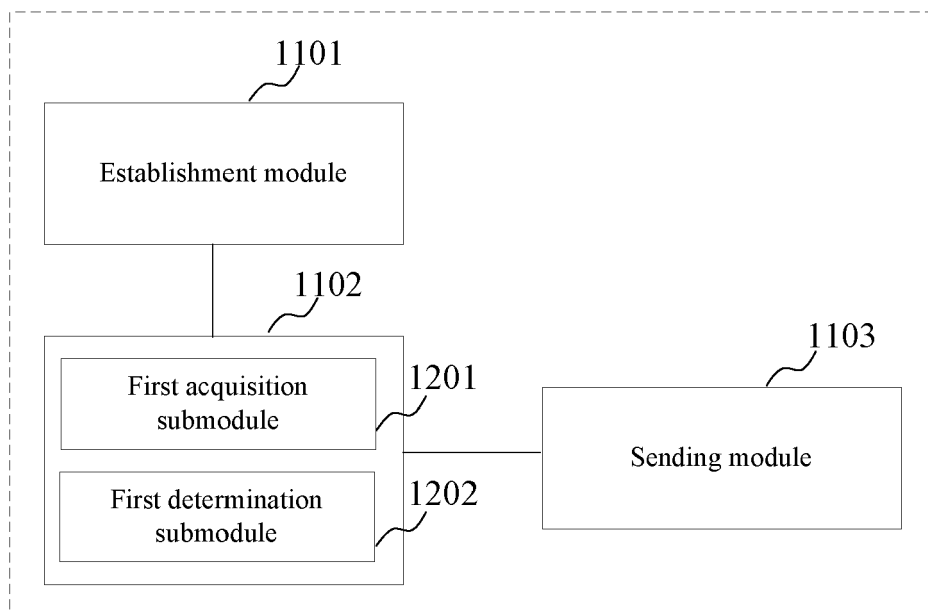 1101
Establishment module
1102
First acquisition
submodule
1201
First determination
submodule
1202
1103
Sending module